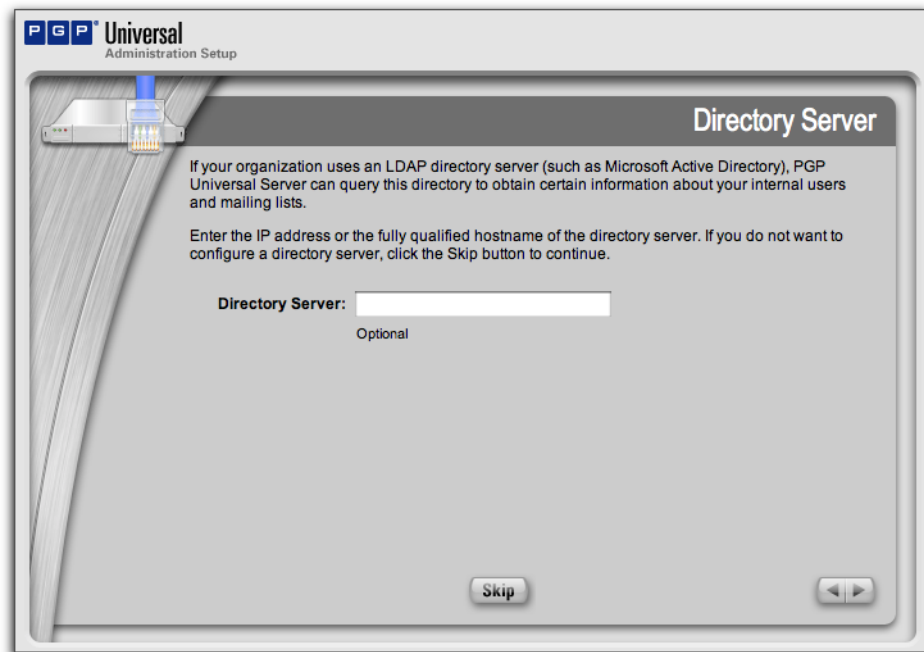 PGP® Universal
Administration Setup
Directory Server
If your organization uses an LDAP directory server (such as Microsoft Active Directory), PGP
Universal Server can query this directory to obtain certain information about your internal users
and mailing lists.
Enter the IP address or the fully qualified hostname of the directory server. If you do not want to
configure a directory server, click the Skip button to continue.
Directory Server:
Optional
Skip